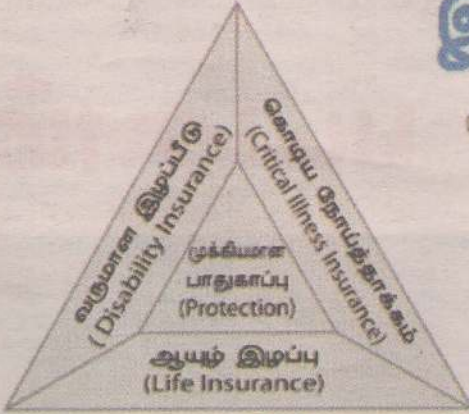 வருமான இழப்பீடு
(Disability Insurance)
கொடிய நோய்த்தாக்கம்
(Critical Illness Insurance)
முக்கியமான
பாதுகாப்பு
(Protection)
ஆயும் இழப்பு
(Life Insurance)